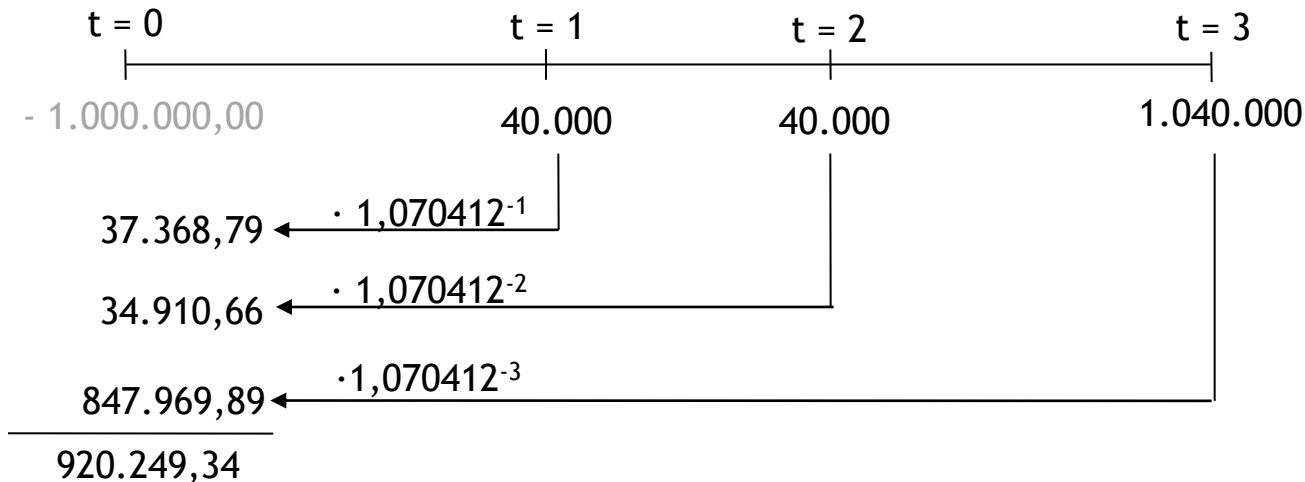 t = 0 t = 1 t = 2 t = 3
- 1.000.000,00 40.000 40.000 1.040.000
37.368,79 · 1,070412⁻¹
34.910,66 · 1,070412⁻²
847.969,89 ·1,070412⁻³
920.249,34